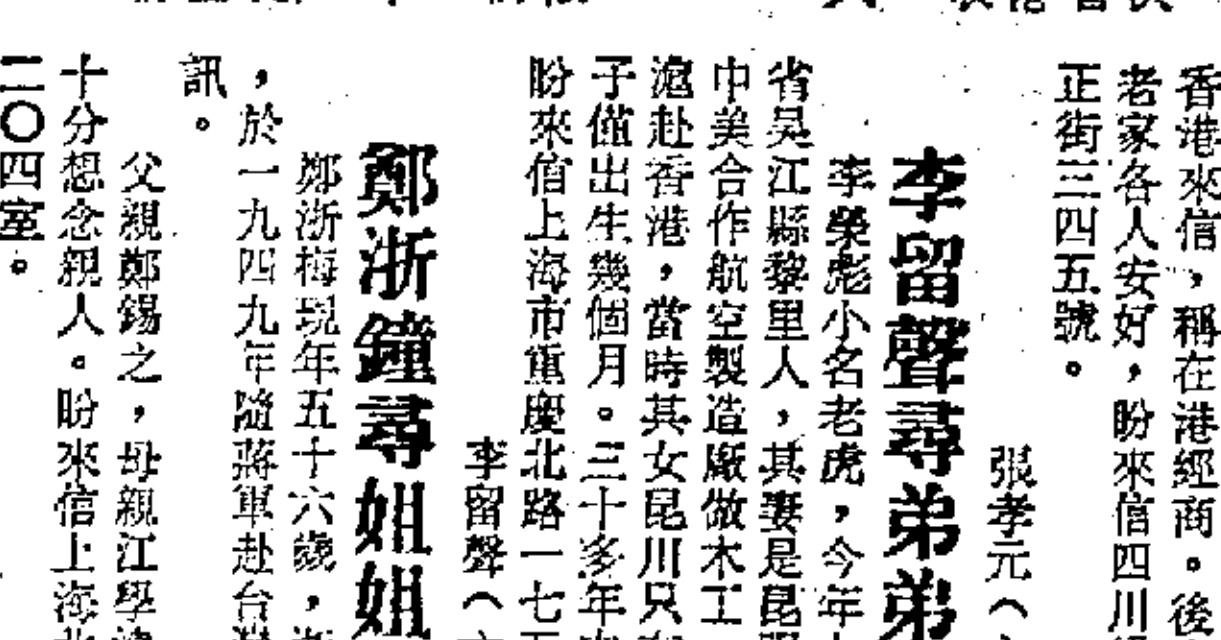 香港來信，稱在港經商。後
老家各人安好，盼來信四川
正街三四五號。
張孝元（
李留聲尋弟弟
李榮彪小名老虎，今年
省吳江縣黎里人，其妻是昆
中美合作航空製造廠做木工
滬赴香港，當時其女昆川只
子僅出生幾個月。三十多年
盼來信上海市重慶北路一七
李留聲（
鄭浙鐘尋姐姐
鄭浙梅現年五十六歲，
，於一九四九年隨蔣軍赴台
訊。
父親鄭錫之，母親江學
十分想念親人。盼來信上海
二〇四室。